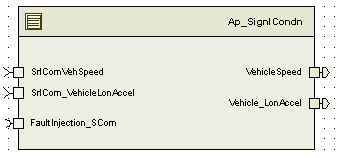 Ap_SignlCondn
SrlComVehSpeed
VehicleSpeed
SrlCom_VehicleLonAccel
Vehicle_LonAccel
FaultInjection_SCom